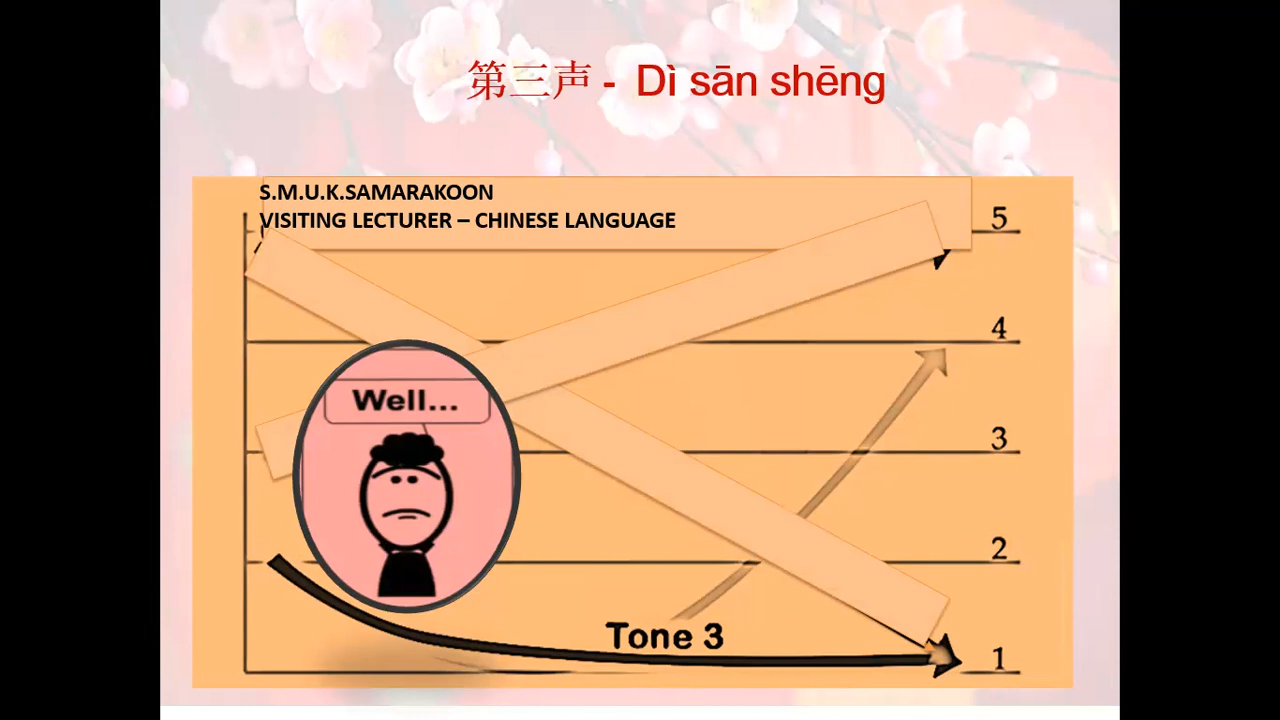 第三声 - Dì sān shēng
S.M.U.K.SAMARAKOON
VISITING LECTURER – CHINESE LANGUAGE
5
4
Well...
3
2
Tone 3
1